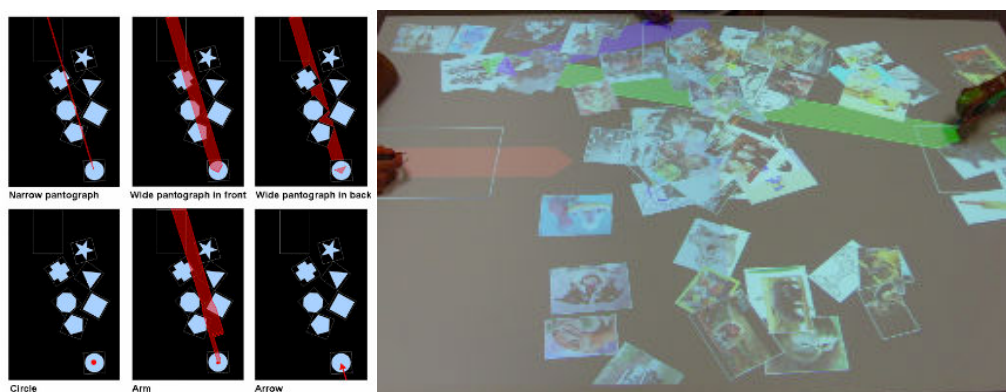 Narrow pantograph
Wide pantograph in front
Wide pantograph in back
Circle
Arm
Arrow